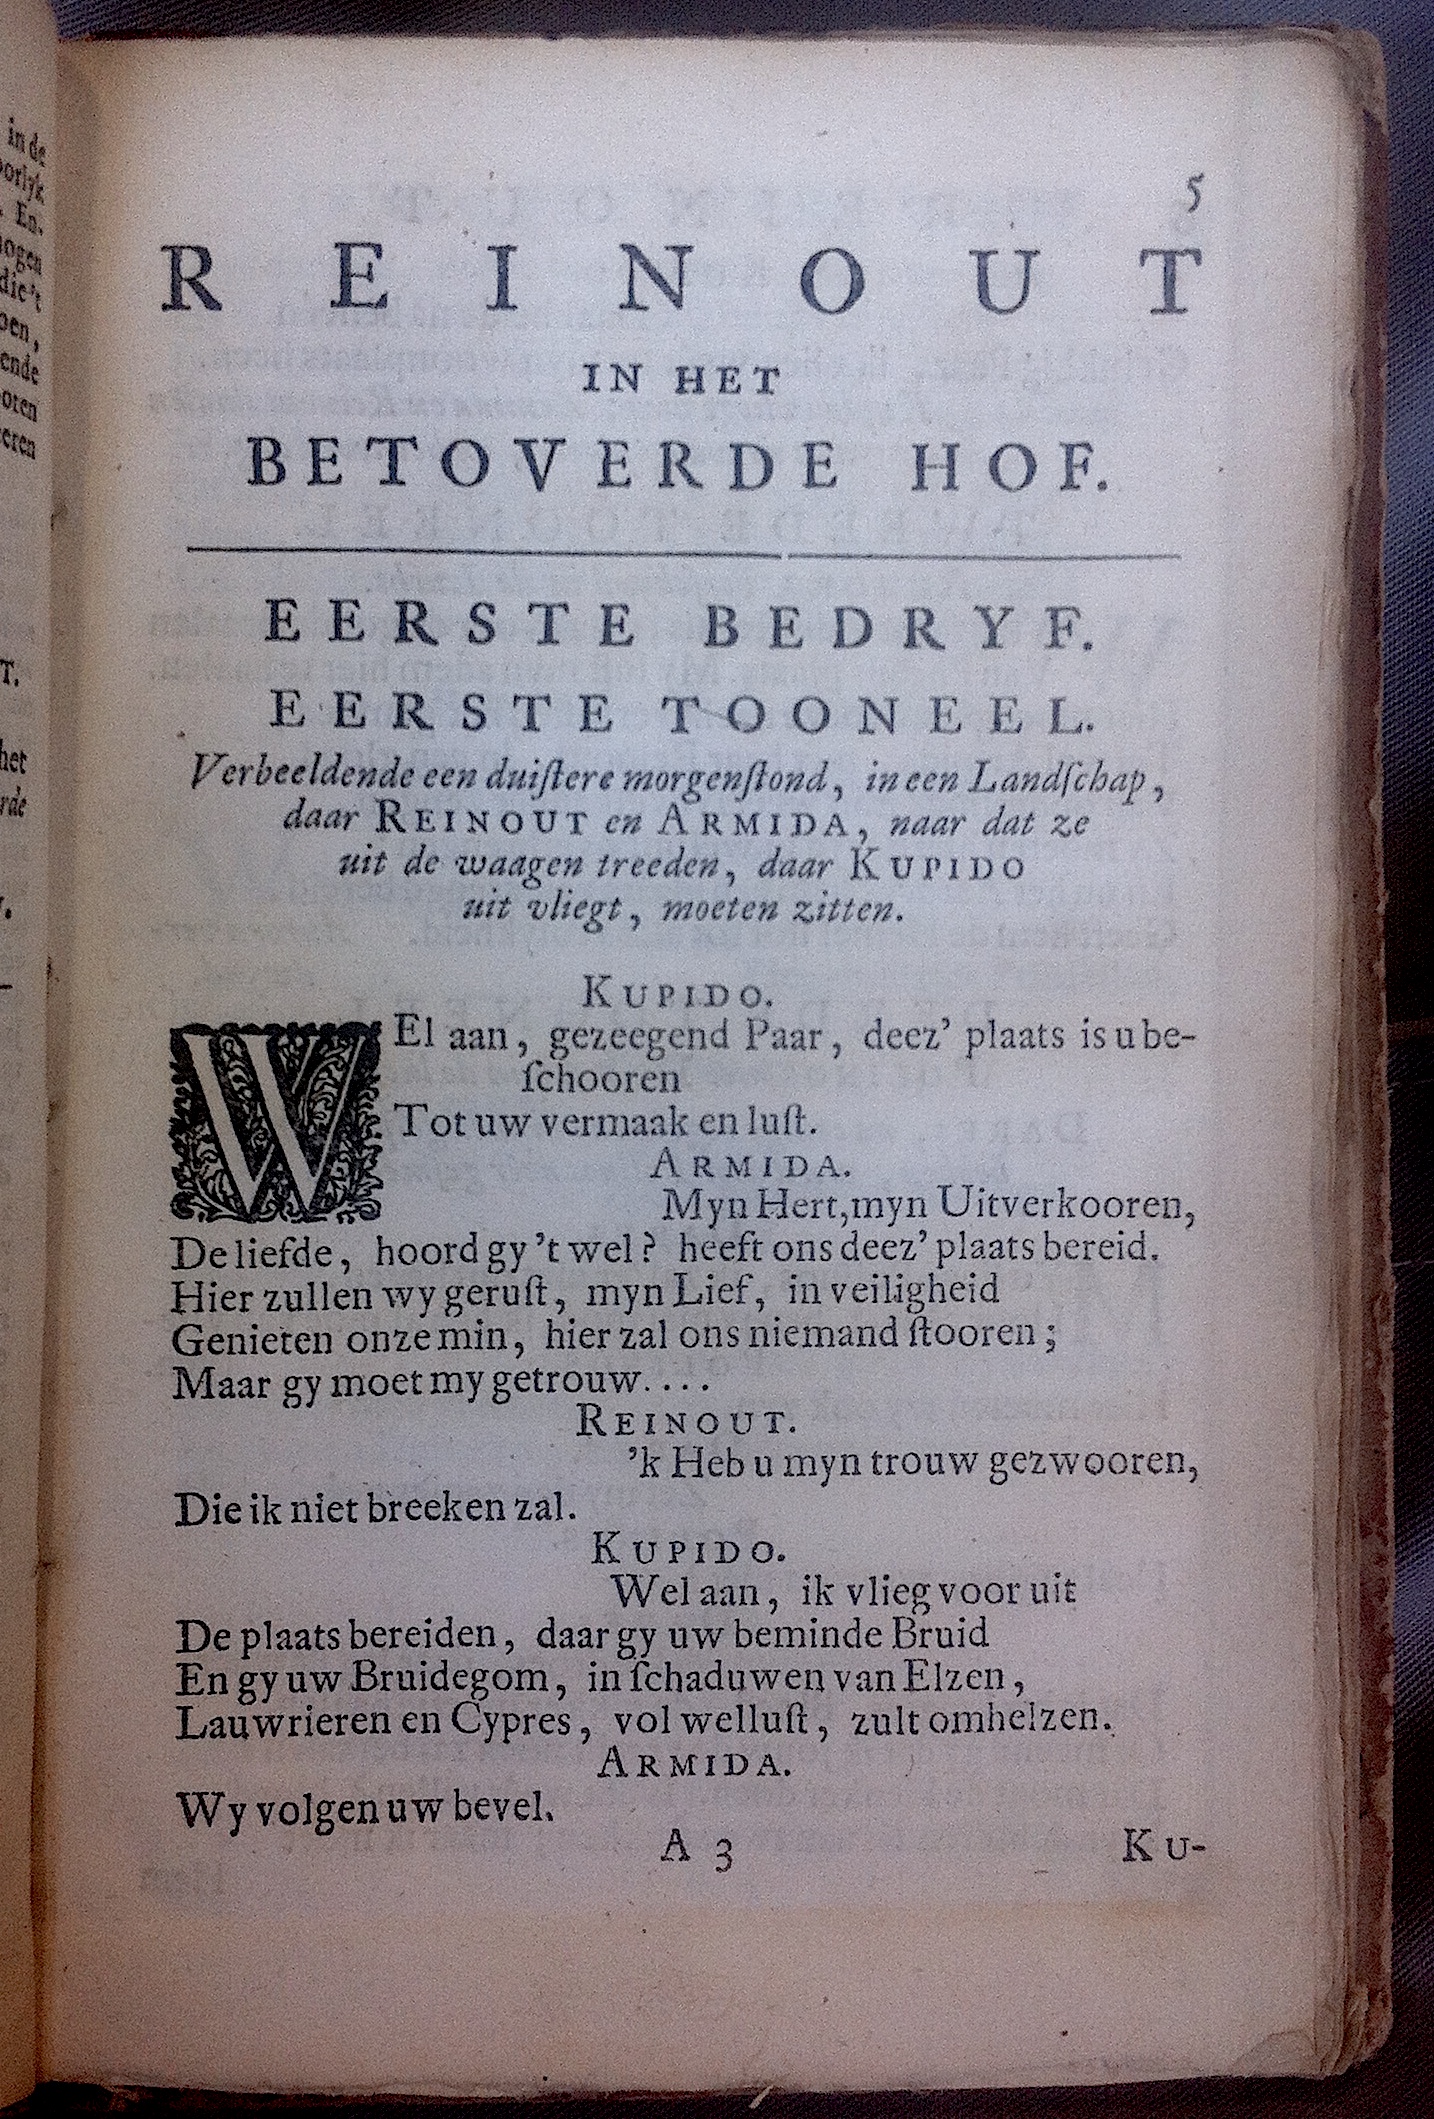 5
REINOUT
IN HET
BETOVERDE HOF.
EERSTE BEDRYF.
EERSTE TOONEEL.
Verbeeldende een duiſtere morgenſtond, in een Landſchap,
daar REINOUT en ARMIDA, naar dat ze
uit de waagen treeden, daar KUPIDO
uit vliegt, moeten zitten.
KUPIDO.
WEl aan, gezeegend Paar, deez' plaats is u be-
ſchooren
Tot uw vermaak en luſt.
ARMIDA.
Myn Hert, myn Uitverkooren,
De liefde, hoord gy 't wel? heeft ons deez' plaats bereid.
Hier zullen wy geruſt, myn Lief, in veiligheid
Genieten onze min, hier zal ons niemand ſtooren;
Maar gy moet my getrouw....
REINOUT.
'k Heb u myn trouw gezwooren,
Die ik niet breeken zal.
KUPIDO.
Wel aan, ik vlieg voor uit
De plaats bereiden, daar gy uw beminde Bruid
En gy uw Bruidegom, in ſchaduwen van Elzen,
Lauwrieren en Cypres, vol welluſt, zult omhelzen.
ARMIDA.
Wy volgen uw bevel.
A 3 KU-